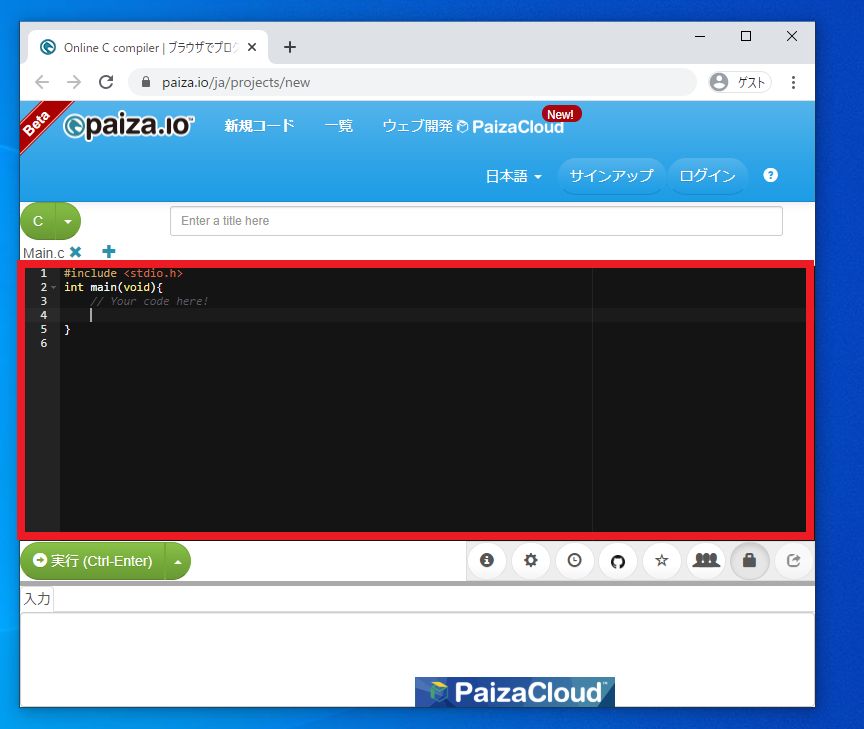 Online C compiler | ブラウザでプロ
paiza.io/ja/projects/new
ゲスト
Beta
paiza.io™
新規コード
一覧
ウェブ開発 PaizaCloud
New!
日本語
サインアップ
ログイン
?
C
Enter a title here
Main.c
1 #include <stdio.h>
2 int main(void){
3 // Your code here!
4
5 }
6
実行 (Ctrl-Enter)
入力
PaizaCloud™